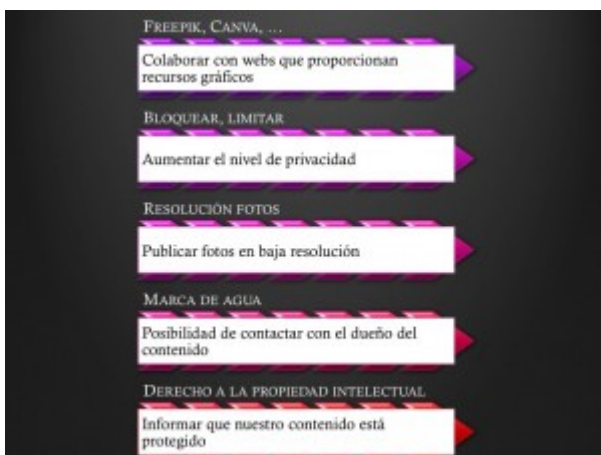 FREEPIK, CANVA, ...
Colaborar con webs que proporcionan
recursos gráficos
BLOQUEAR, LIMITAR
Aumentar el nivel de privacidad
RESOLUCIÓN FOTOS
Publicar fotos en baja resolución
MARCA DE AGUA
Posibilidad de contactar con el dueño del
contenido
DERECHO A LA PROPIEDAD INTELECTUAL
Informar que nuestro contenido está
protegido